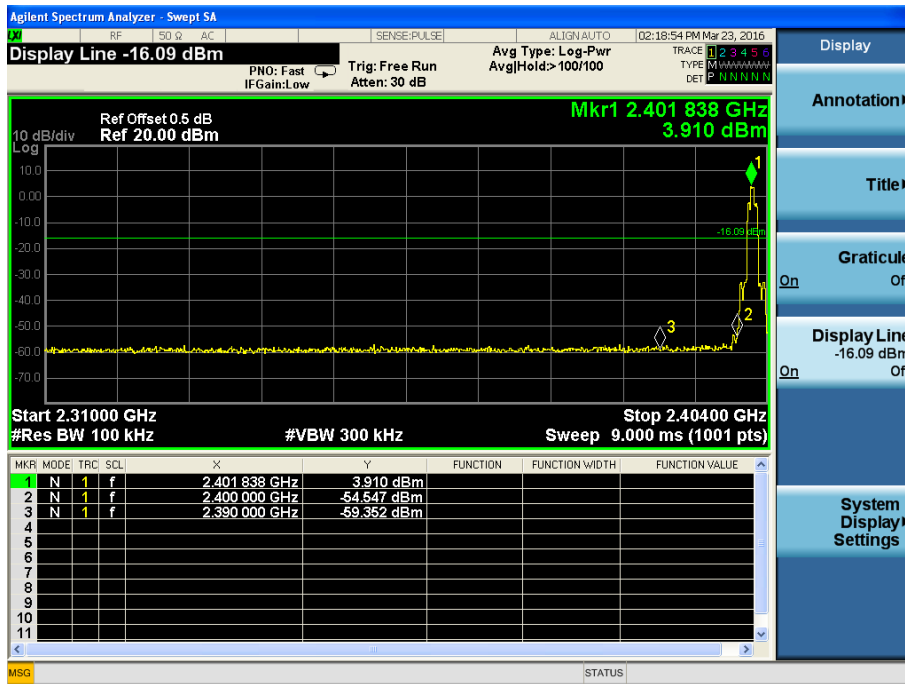 Agilent Spectrum Analyzer - Swept SA
LXI RF 50 Ω AC SENSE:PULSE ALIGN AUTO 02:18:54 PM Mar 23, 2016
Display Line -16.09 dBm
PNO: Fast
IFGain:Low
Trig: Free Run
Atten: 30 dB
Avg Type: Log-Pwr
Avg|Hold:>100/100
TRACE 1 2 3 4 5 6
TYPE M
DET P N N N N N
Mkr1 2.401 838 GHz
3.910 dBm
Ref Offset 0.5 dB
10 dB/div Ref 20.00 dBm
Log
10.0
0.00
-10.0
-20.0
-30.0
-40.0
-50.0
-60.0
-70.0
1
-16.09 dBm
2
3
Start 2.31000 GHz Stop 2.40400 GHz
#Res BW 100 kHz #VBW 300 kHz Sweep 9.000 ms (1001 pts)
MKR MODE TRC SCL X Y FUNCTION FUNCTION WIDTH FUNCTION VALUE
1 N 1 f 2.401 838 GHz 3.910 dBm
2 N 1 f 2.400 000 GHz -54.547 dBm
3 N 1 f 2.390 000 GHz -59.352 dBm
4
5
6
7
8
9
10
11
MSG STATUS
Display
Annotation
Title
Graticule
On Of
Display Line
-16.09 dBm
On Of
System
Display
Settings